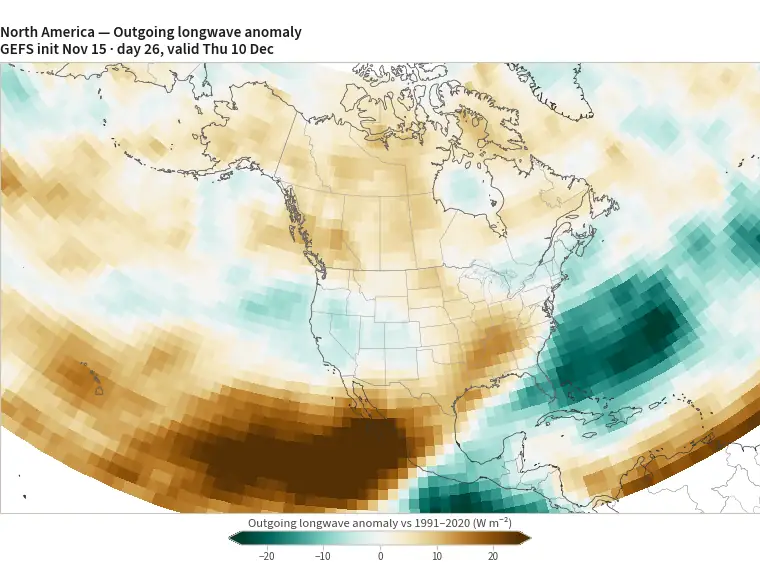 North America — Outgoing longwave anomaly
GEFS init Nov 15 · day 26, valid Thu 10 Dec
Outgoing longwave anomaly vs 1991–2020 (W m⁻²)
−20 −10 0 10 20